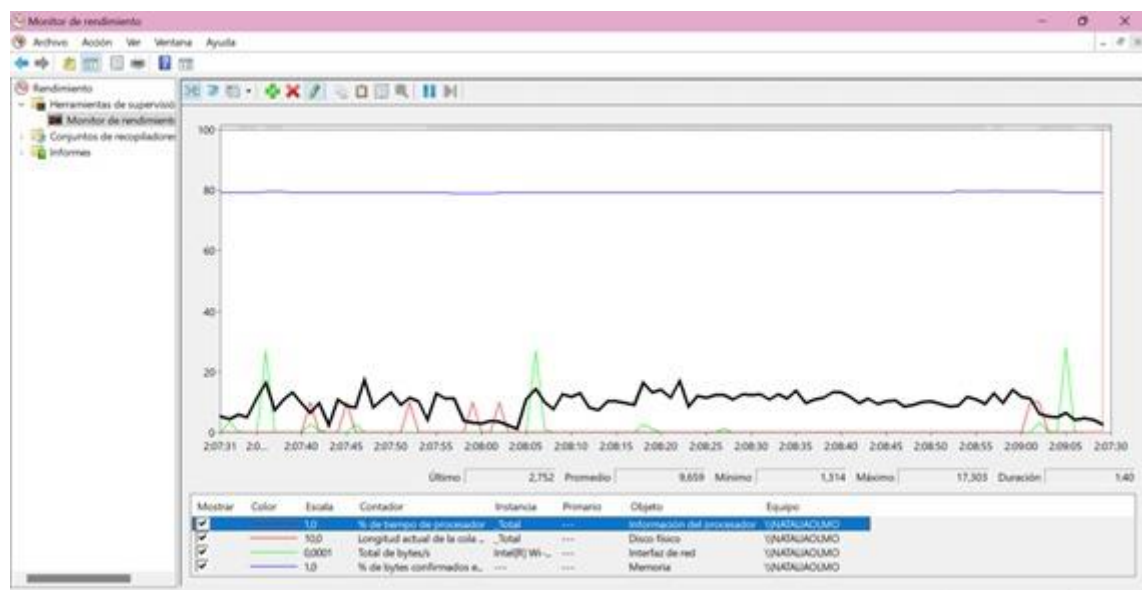 Monitor de rendimiento
Archivo Acción Ver Ventana Ayuda
Rendimiento
Herramientas de supervisió
Monitor de rendimient
Conjuntos de recopiladore
Informes
100
80
60
40
20
0
2:07:31 2:0... 2:07:40 2:07:45 2:07:50 2:07:55 2:08:00 2:08:05 2:08:10 2:08:15 2:08:20 2:08:25 2:08:30 2:08:35 2:08:40 2:08:45 2:08:50 2:08:55 2:09:00 2:09:05 2:07:30
Último 2,752 Promedio 9,659 Mínimo 1,314 Máximo 17,303 Duración 1:40
Mostrar Color Escala Contador Instancia Primario Objeto Equipo
1,0 % de tiempo de procesador _Total --- Información del procesador \\NATALIAOLMO
10,0 Longitud actual de la cola ... _Total --- Disco físico \\NATALIAOLMO
0,0001 Total de bytes/s Intel[R] Wi-... --- Interfaz de red \\NATALIAOLMO
1,0 % de bytes confirmados e... --- --- Memoria \\NATALIAOLMO